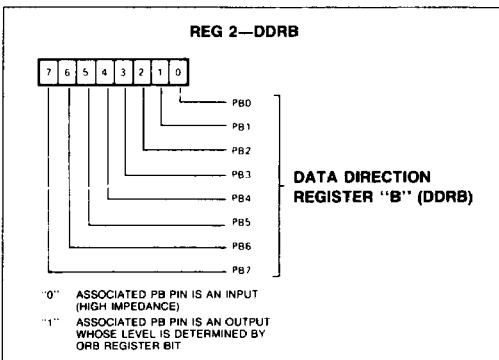 REG 2—DDRB
7 6 5 4 3 2 1 0
PB0
PB1
PB2
PB3
PB4
PB5
PB6
PB7
DATA DIRECTION
REGISTER "B" (DDRB)
"0" ASSOCIATED PB PIN IS AN INPUT
(HIGH IMPEDANCE)
"1" ASSOCIATED PB PIN IS AN OUTPUT
WHOSE LEVEL IS DETERMINED BY
ORB REGISTER BIT